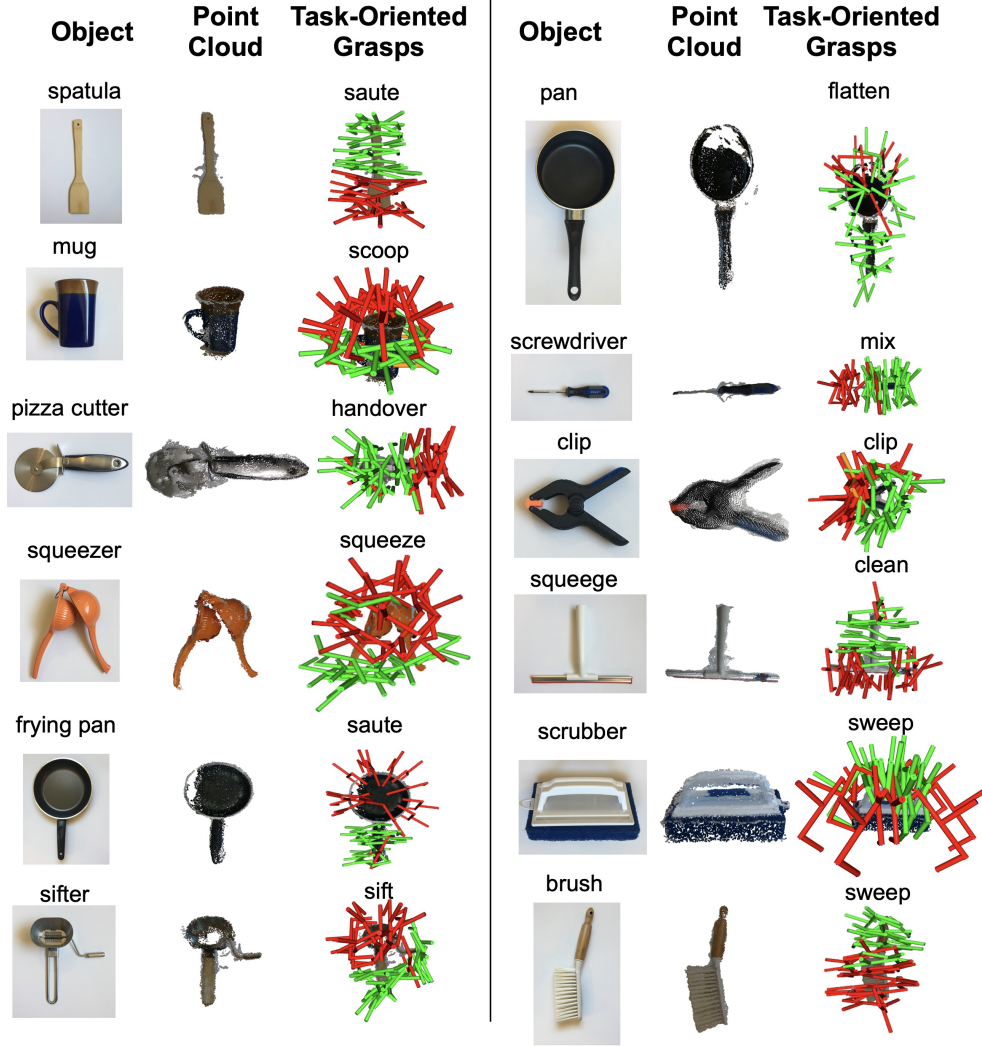 Object
Point
Cloud
Task-Oriented
Grasps
spatula
saute
mug
scoop
pizza cutter
handover
squeezer
squeeze
frying pan
saute
sifter
sift
Object
Point
Cloud
Task-Oriented
Grasps
pan
flatten
screwdriver
mix
clip
clip
squeege
clean
scrubber
sweep
brush
sweep